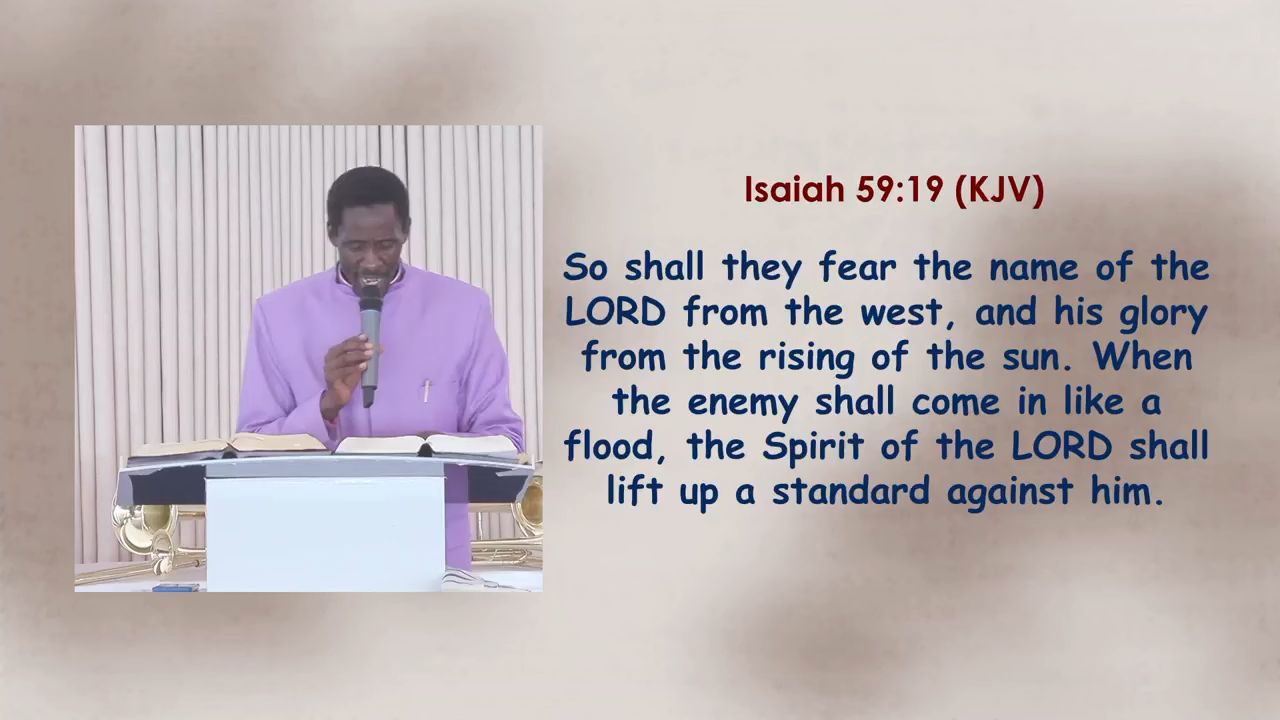 Isaiah 59:19 (KJV)
So shall they fear the name of the
LORD from the west, and his glory
from the rising of the sun. When
the enemy shall come in like a
flood, the Spirit of the LORD shall
lift up a standard against him.